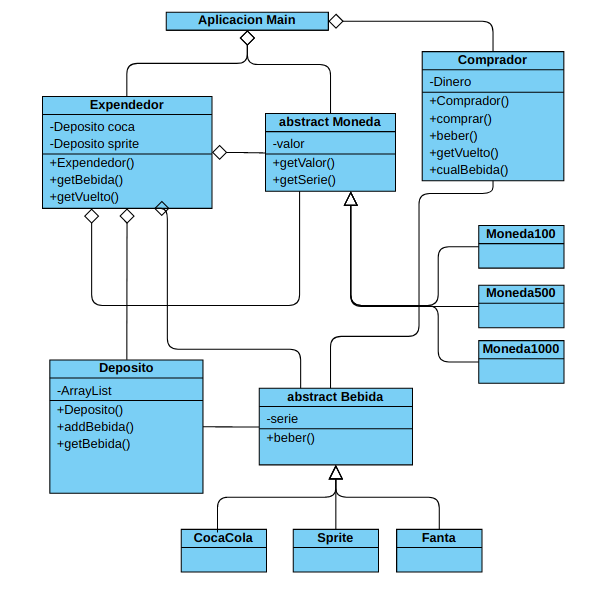 Aplicacion Main
Comprador
-Dinero
+Comprador()
+comprar()
+beber()
+getVuelto()
+cualBebida()
Expendedor
-Deposito coca
-Deposito sprite
+Expendedor()
+getBebida()
+getVuelto()
abstract Moneda
-valor
+getValor()
+getSerie()
Moneda100
Moneda500
Moneda1000
Deposito
-ArrayList
+Deposito()
+addBebida()
+getBebida()
abstract Bebida
-serie
+beber()
CocaCola
Sprite
Fanta